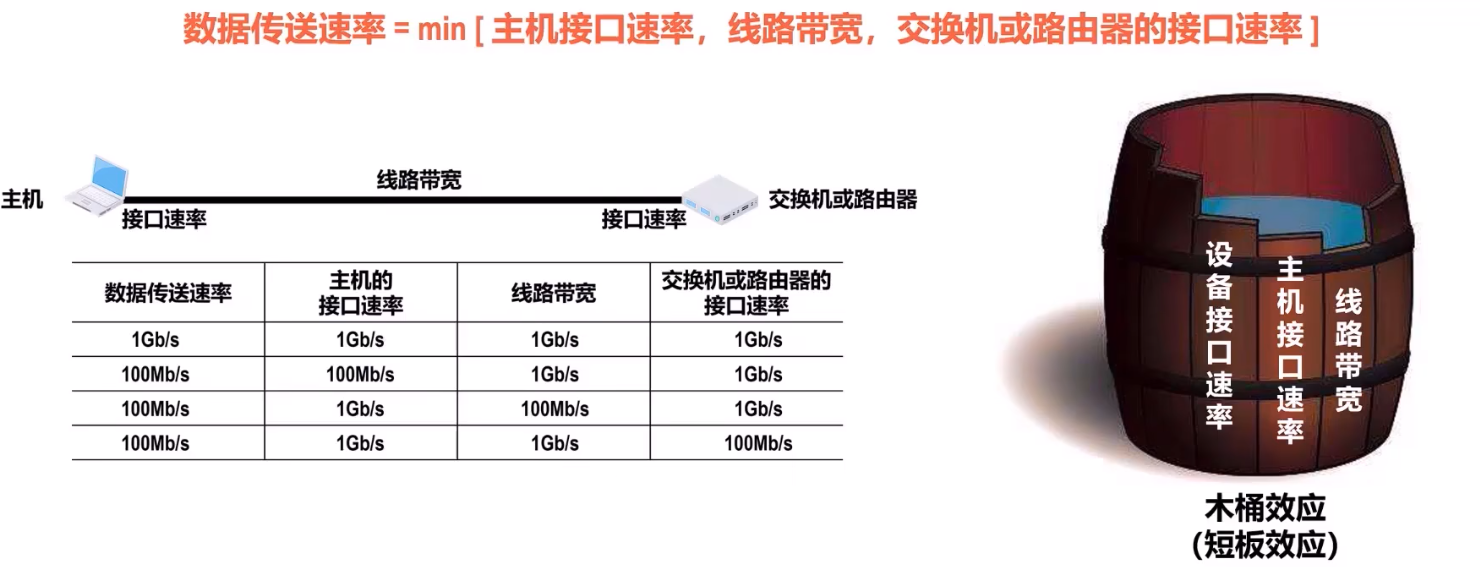 数据传送速率 = min [ 主机接口速率，线路带宽，交换机或路由器的接口速率 ]
主机
线路带宽
接口速率
接口速率
交换机或路由器
数据传送速率
主机的
接口速率
线路带宽
交换机或路由器的
接口速率
1Gb/s 1Gb/s 1Gb/s 1Gb/s
100Mb/s 100Mb/s 1Gb/s 1Gb/s
100Mb/s 1Gb/s 100Mb/s 1Gb/s
100Mb/s 1Gb/s 1Gb/s 100Mb/s
设备接口速率
主机接口速率
线路带宽
木桶效应
（短板效应）